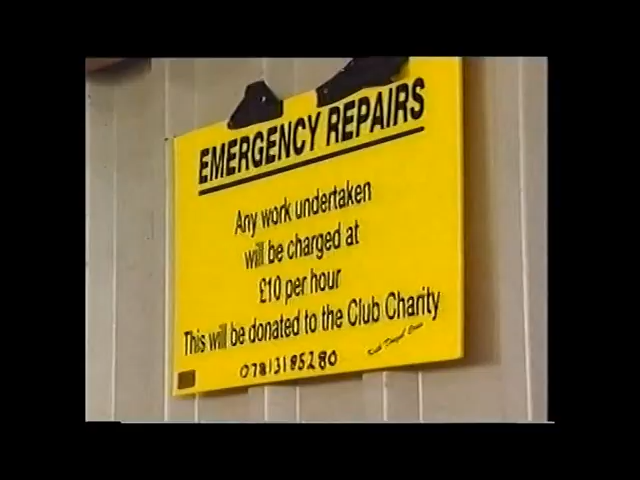 EMERGENCY REPAIRS
Any work undertaken
will be charged at
£10 per hour
This will be donated to the Club Charity
07813185280